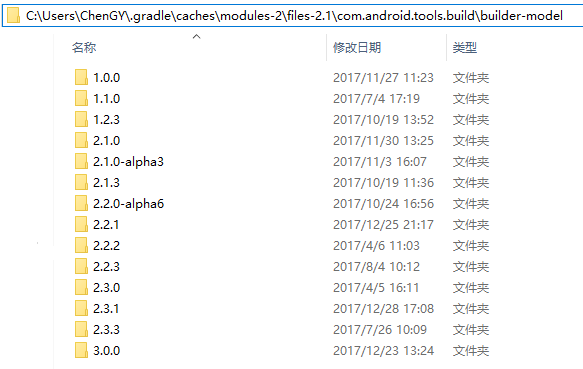 C:\Users\ChenGY\.gradle\caches\modules-2\files-2.1\com.android.tools.build\builder-model
名称 修改日期 类型
1.0.0 2017/11/27 11:23 文件夹
1.1.0 2017/7/4 17:19 文件夹
1.2.3 2017/10/19 13:52 文件夹
2.1.0 2017/11/30 13:25 文件夹
2.1.0-alpha3 2017/11/3 16:07 文件夹
2.1.3 2017/10/19 11:36 文件夹
2.2.0-alpha6 2017/10/24 16:56 文件夹
2.2.1 2017/12/25 21:17 文件夹
2.2.2 2017/4/6 11:03 文件夹
2.2.3 2017/8/4 10:12 文件夹
2.3.0 2017/4/5 16:11 文件夹
2.3.1 2017/12/28 17:08 文件夹
2.3.3 2017/7/26 10:09 文件夹
3.0.0 2017/12/23 13:24 文件夹